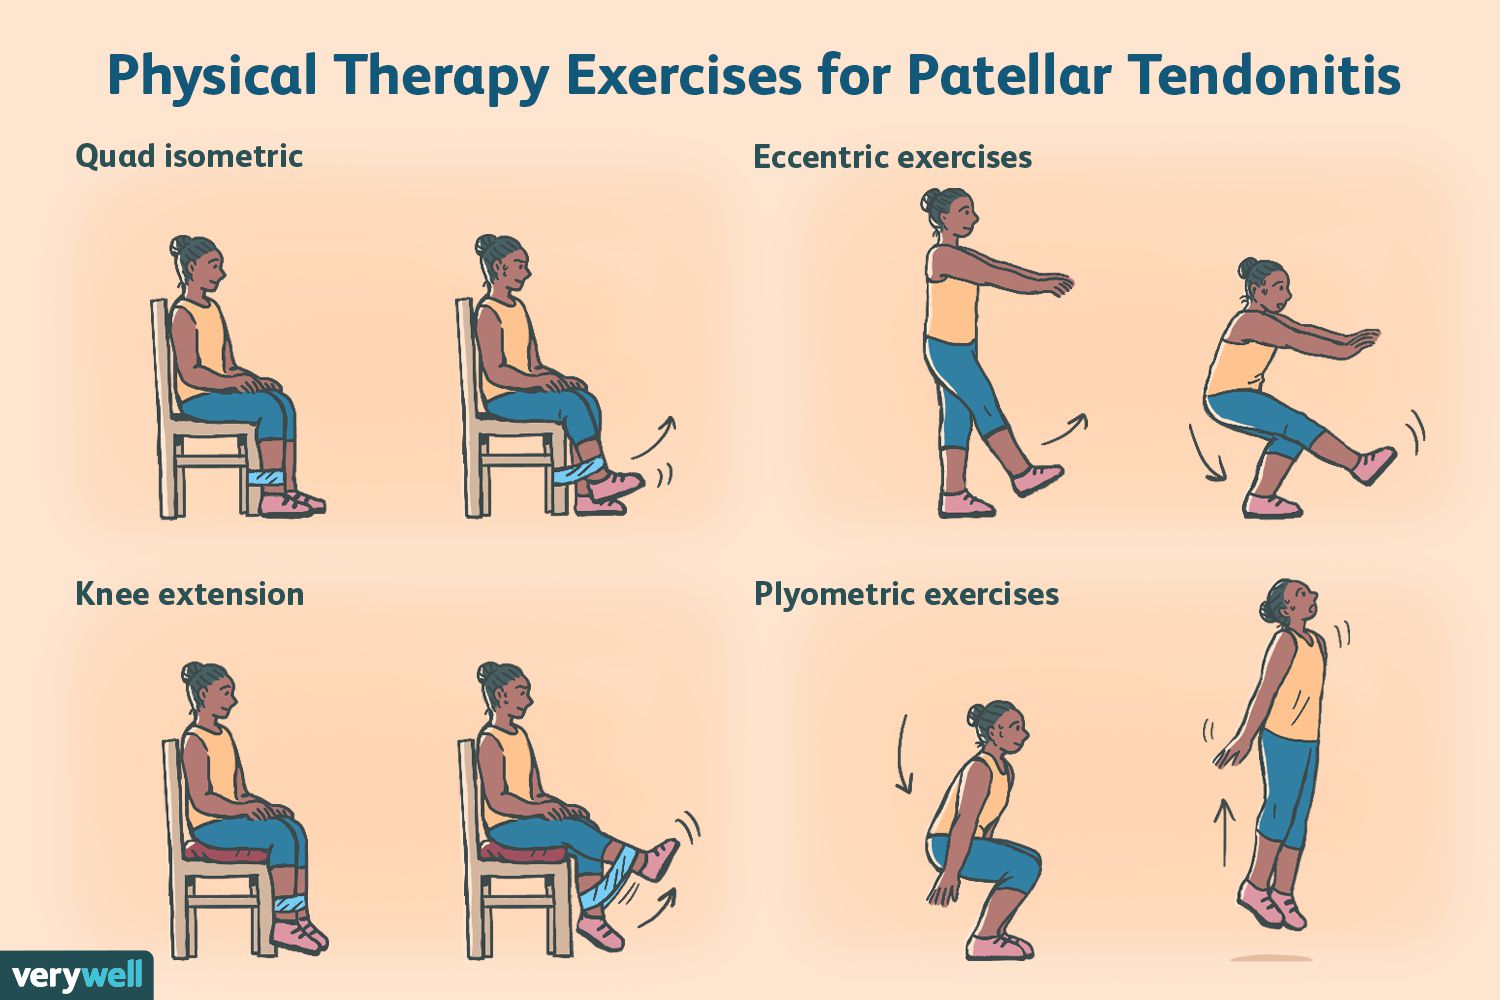 Physical Therapy Exercises for Patellar Tendonitis
Quad isometric
Eccentric exercises
Knee extension
Plyometric exercises
verywell